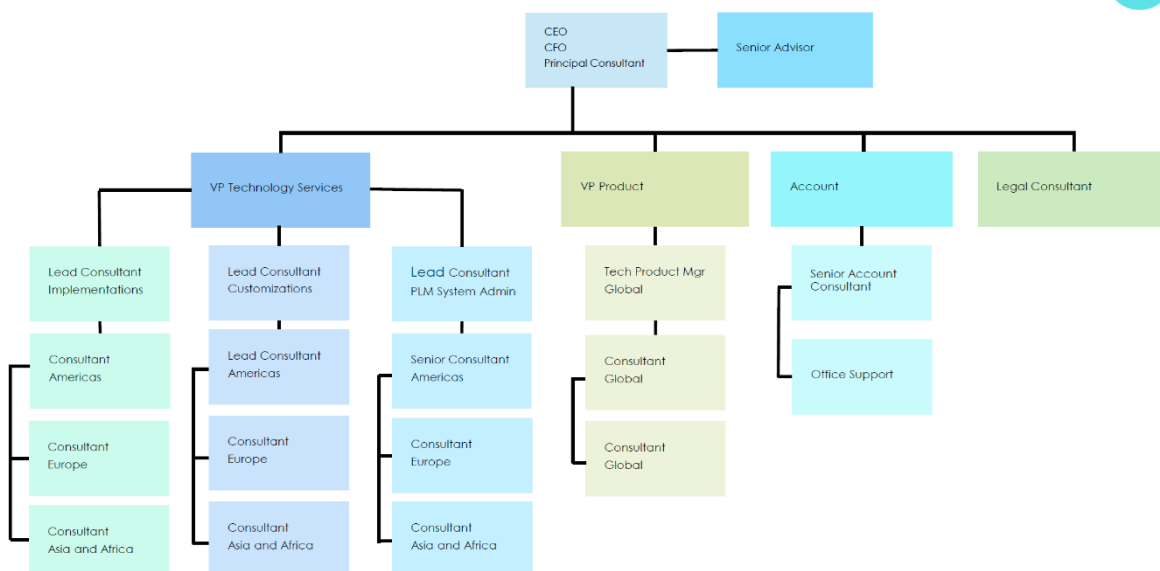 CEO
CFO
Principal Consultant
Senior Advisor
VP Technology Services
VP Product
Account
Legal Consultant
Lead Consultant
Implementations
Lead Consultant
Customizations
Lead Consultant
PLM System Admin
Tech Product Mgr
Global
Senior Account
Consultant
Consultant
Americas
Lead Consultant
Americas
Senior Consultant
Americas
Consultant
Global
Office Support
Consultant
Europe
Consultant
Europe
Consultant
Europe
Consultant
Global
Consultant
Asia and Africa
Consultant
Asia and Africa
Consultant
Asia and Africa